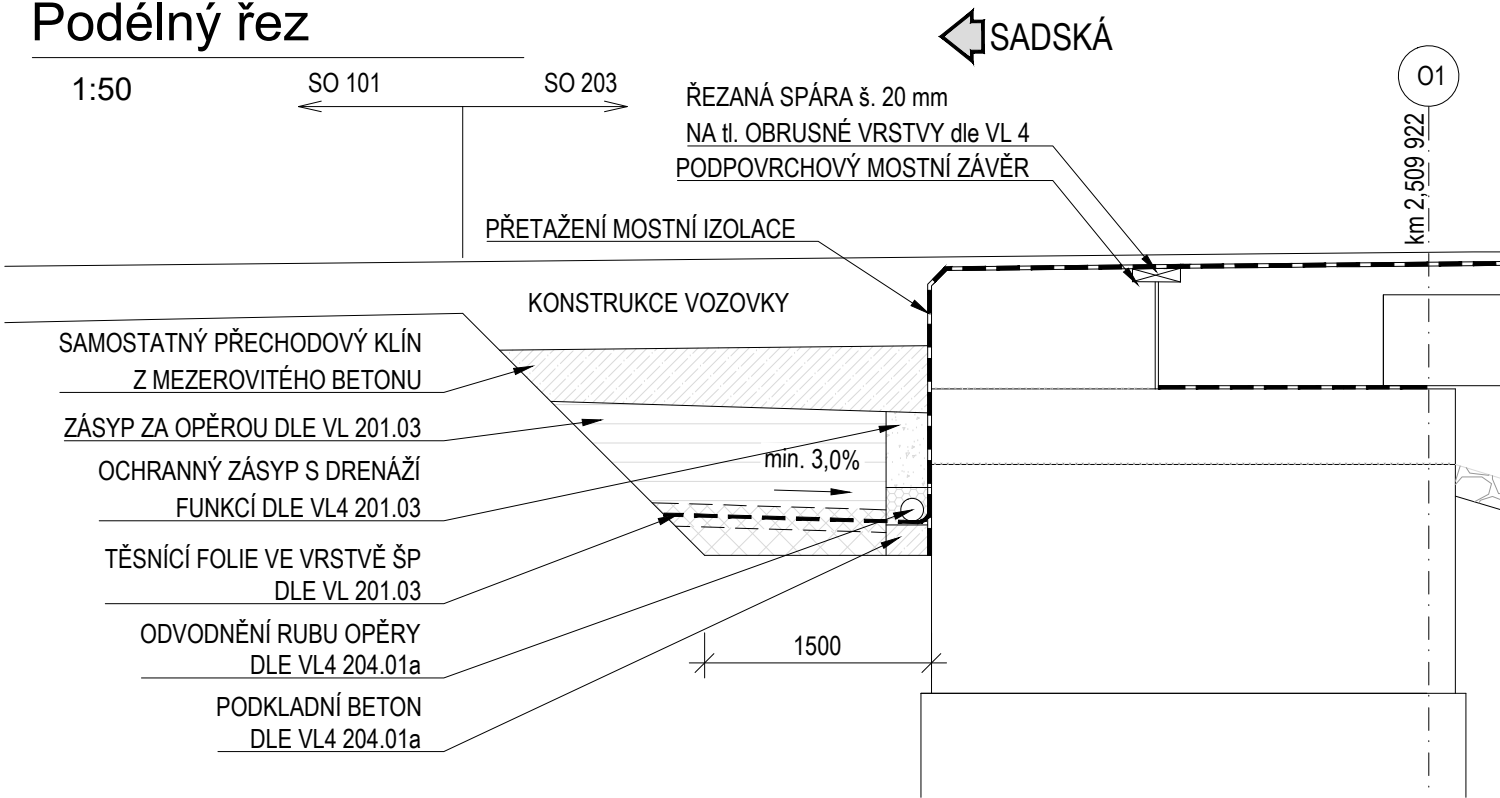 Podélný řez
1:50
SO 101
SO 203
SADSKÁ
O1
km 2,509 922
ŘEZANÁ SPÁRA š. 20 mm
NA tl. OBRUSNÉ VRSTVY dle VL 4
PODPOVRCHOVÝ MOSTNÍ ZÁVĚR
PŘETAŽENÍ MOSTNÍ IZOLACE
KONSTRUKCE VOZOVKY
SAMOSTATNÝ PŘECHODOVÝ KLÍN
Z MEZEROVITÉHO BETONU
ZÁSYP ZA OPĚROU DLE VL 201.03
OCHRANNÝ ZÁSYP S DRENÁŽÍ
FUNKCÍ DLE VL4 201.03
min. 3,0%
TĚSNÍCÍ FOLIE VE VRSTVĚ ŠP
DLE VL 201.03
ODVODNĚNÍ RUBU OPĚRY
DLE VL4 204.01a
1500
PODKLADNÍ BETON
DLE VL4 204.01a